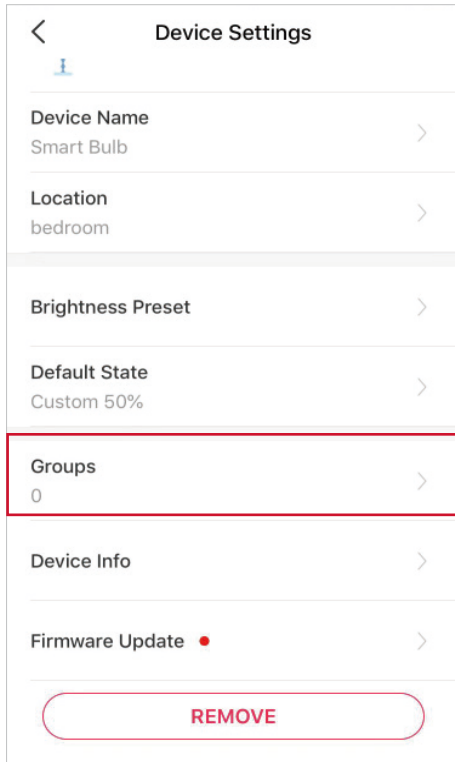 Device Settings
Device Name
Smart Bulb
Location
bedroom
Brightness Preset
Default State
Custom 50%
Groups
0
Device Info
Firmware Update
REMOVE